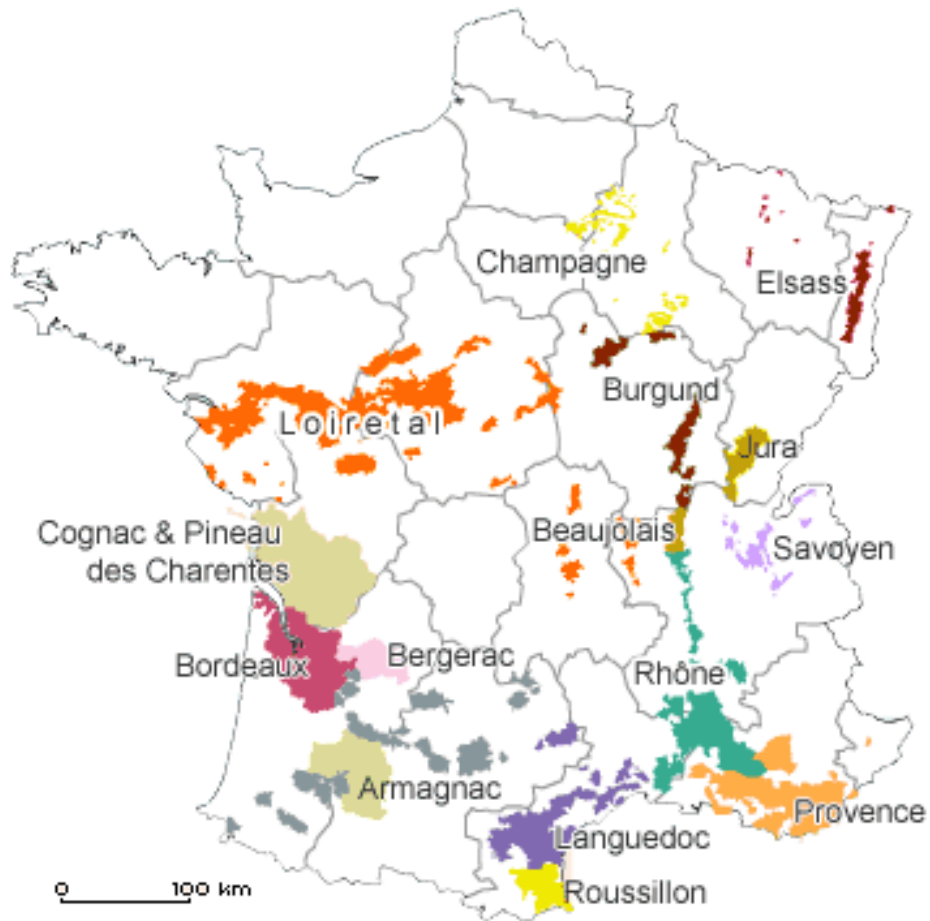 Champagne
Elsass
Burgund
Loiretal
Jura
Cognac & Pineau
des Charentes
Beaujolais
Savoyen
Bordeaux
Bergerac
Rhône
Armagnac
Provence
Languedoc
Roussillon
0 100 km